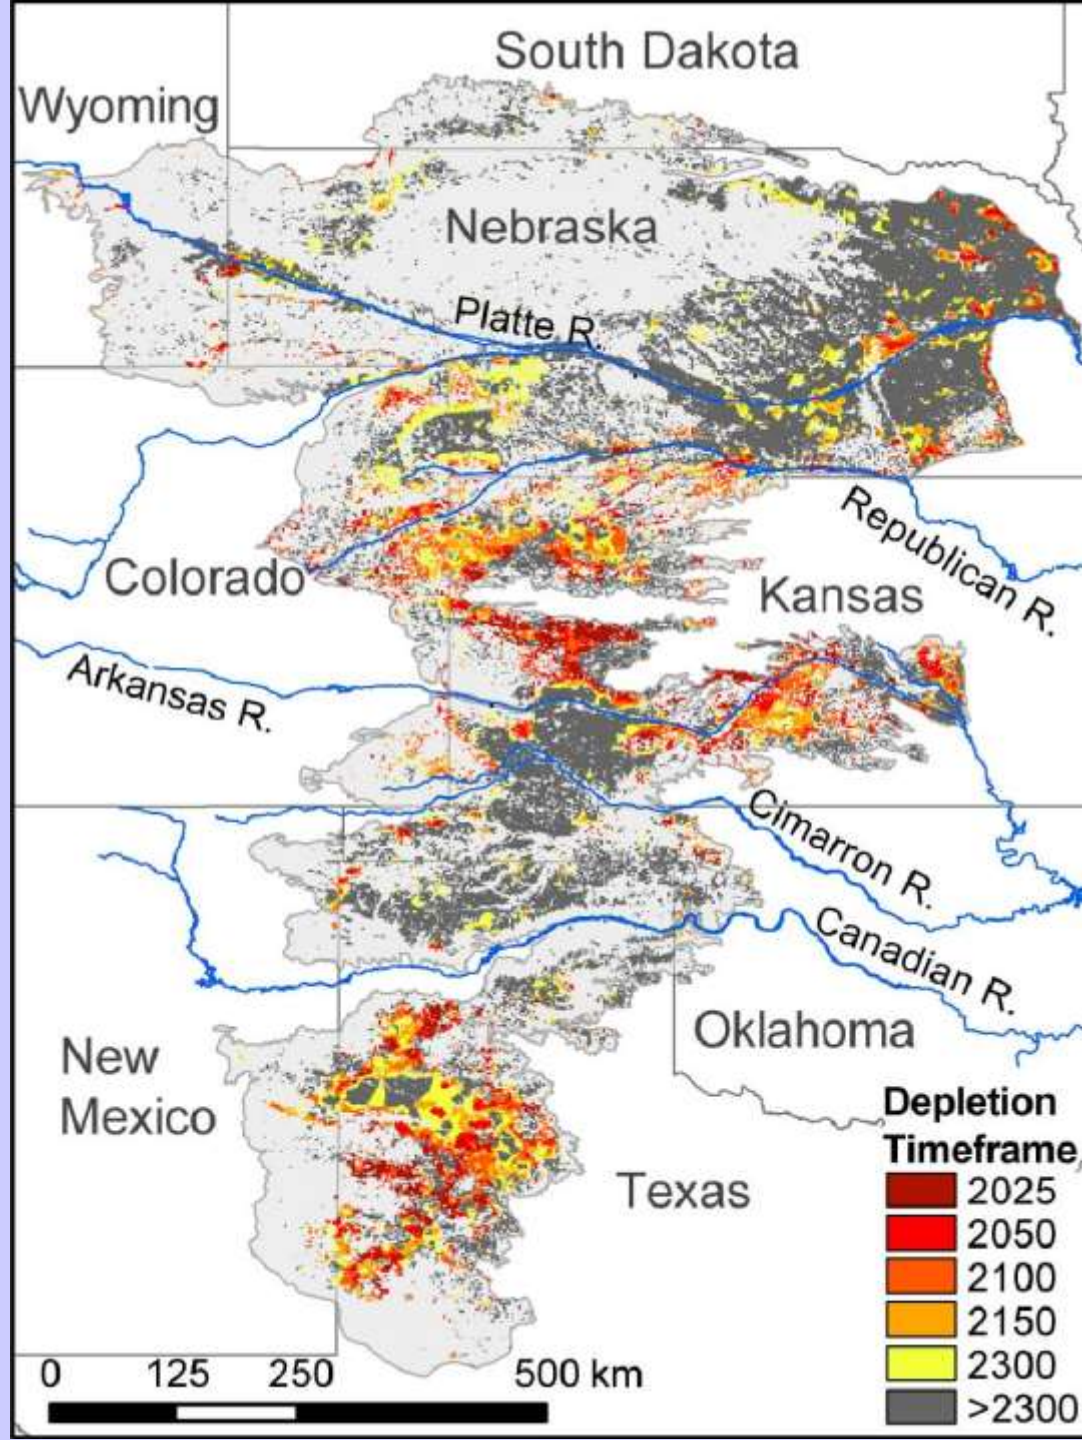 South Dakota
Wyoming
Nebraska
Platte R.
Republican R.
Colorado
Kansas
Arkansas R.
Cimarron R.
Canadian R.
Oklahoma
New
Mexico
Texas
Depletion
Timeframe,
2025
2050
2100
2150
2300
>2300
0 125 250 500 km